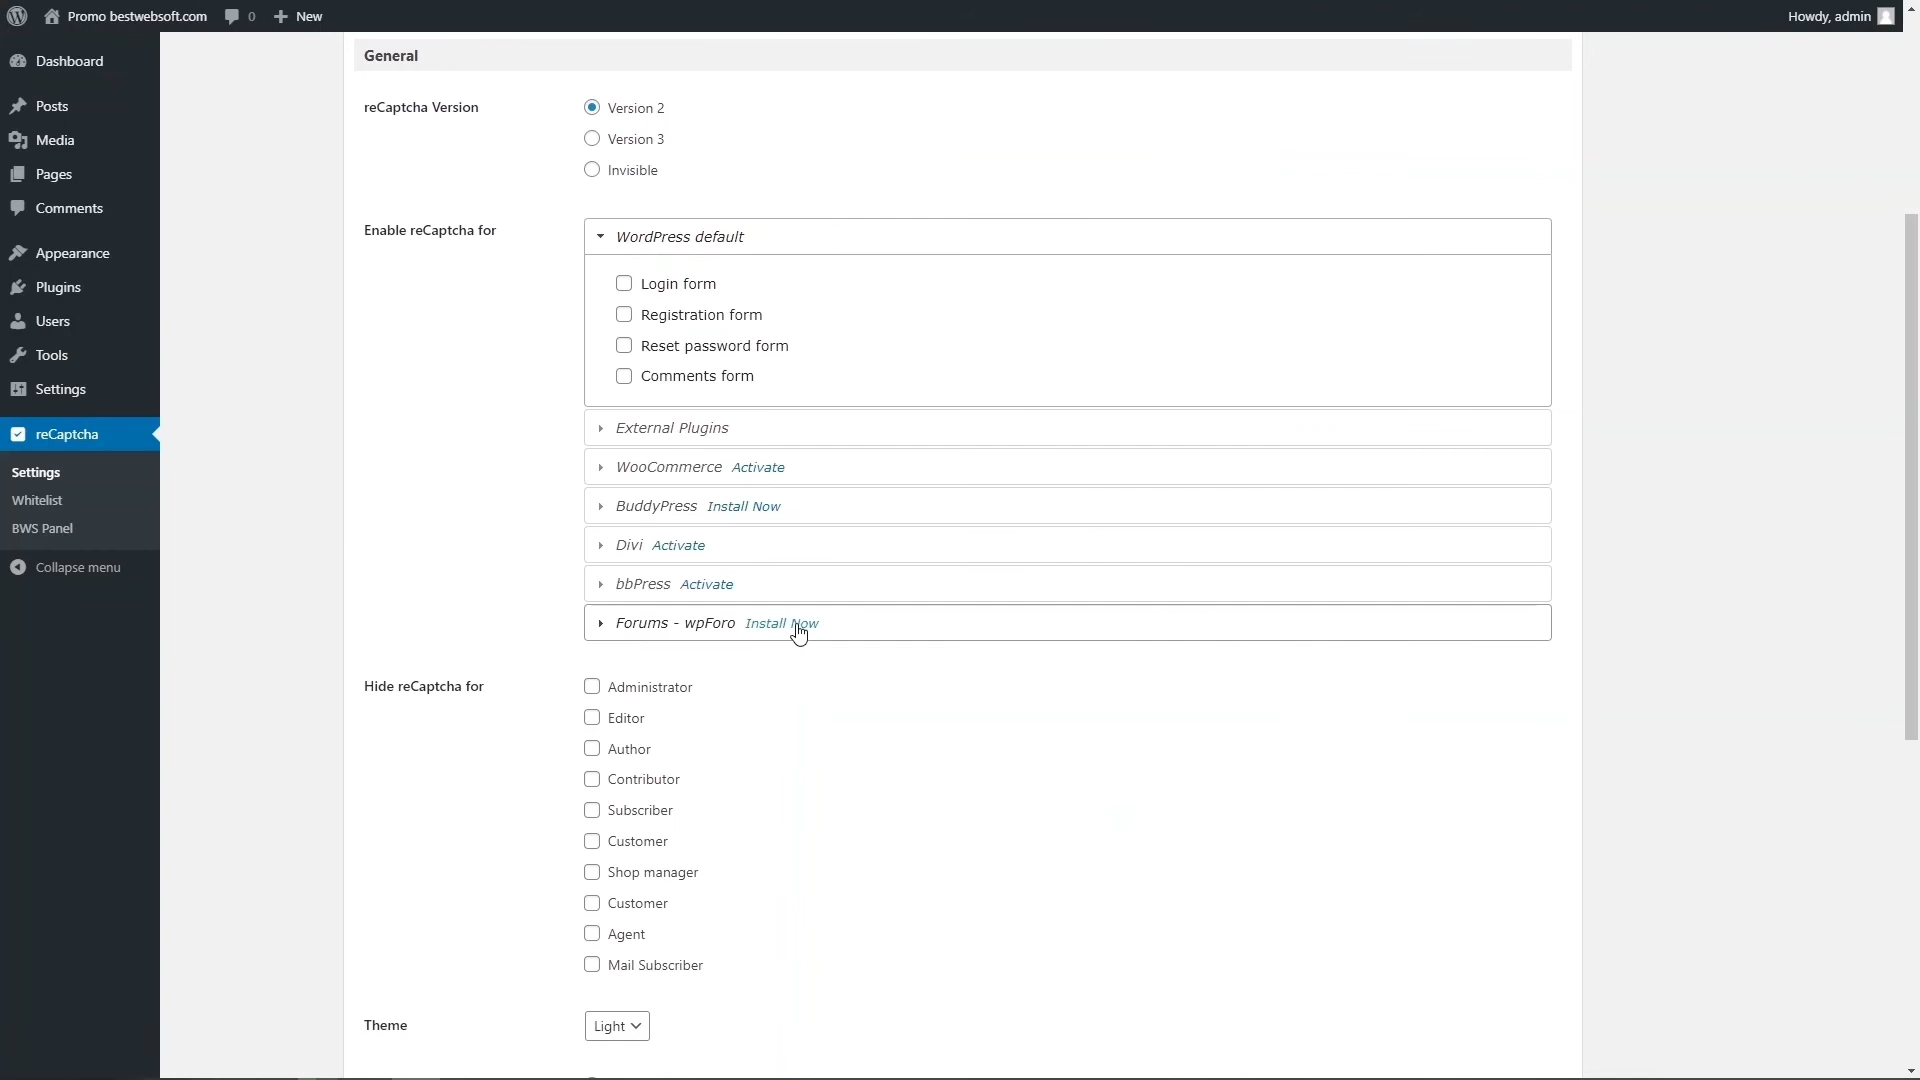 Promo bestwebsoft.com 0 New Howdy, admin
Dashboard
Posts
Media
Pages
Comments
Appearance
Plugins
Users
Tools
Settings
reCaptcha
Settings
Whitelist
BWS Panel
Collapse menu
General
reCaptcha Version
Version 2
Version 3
Invisible
Enable reCaptcha for
WordPress default
Login form
Registration form
Reset password form
Comments form
External Plugins
WooCommerce Activate
BuddyPress Install Now
Divi Activate
bbPress Activate
Forums - wpForo Install Now
Hide reCaptcha for
Administrator
Editor
Author
Contributor
Subscriber
Customer
Shop manager
Customer
Agent
Mail Subscriber
Theme
Light